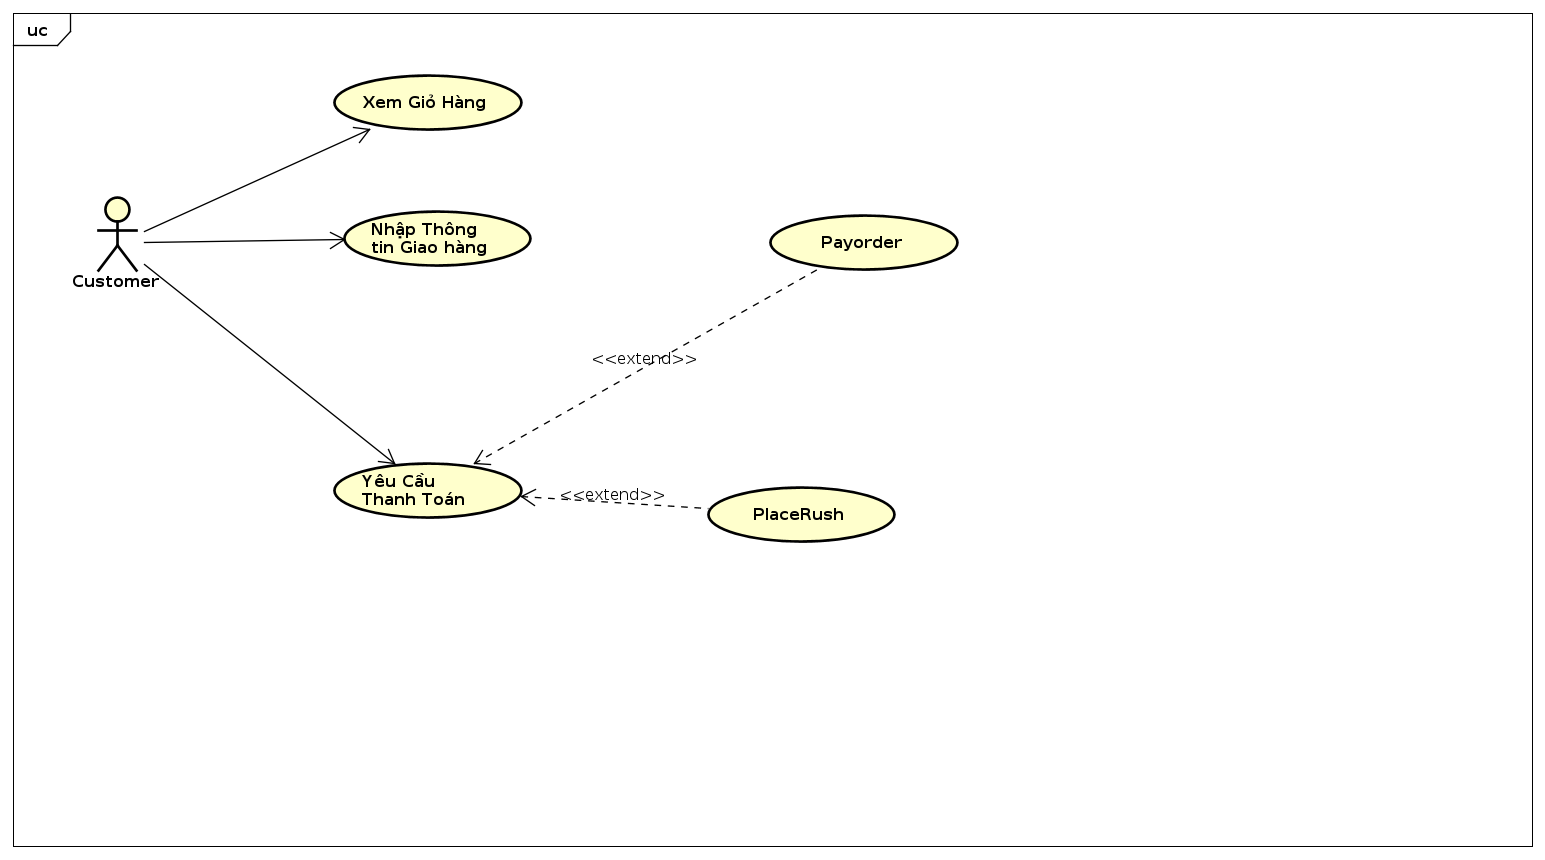 uc
Xem Giỏ Hàng
Customer
Nhập Thông
tin Giao hàng
Payorder
<<extend>>
Yêu Cầu
Thanh Toán
<<extend>>
PlaceRush